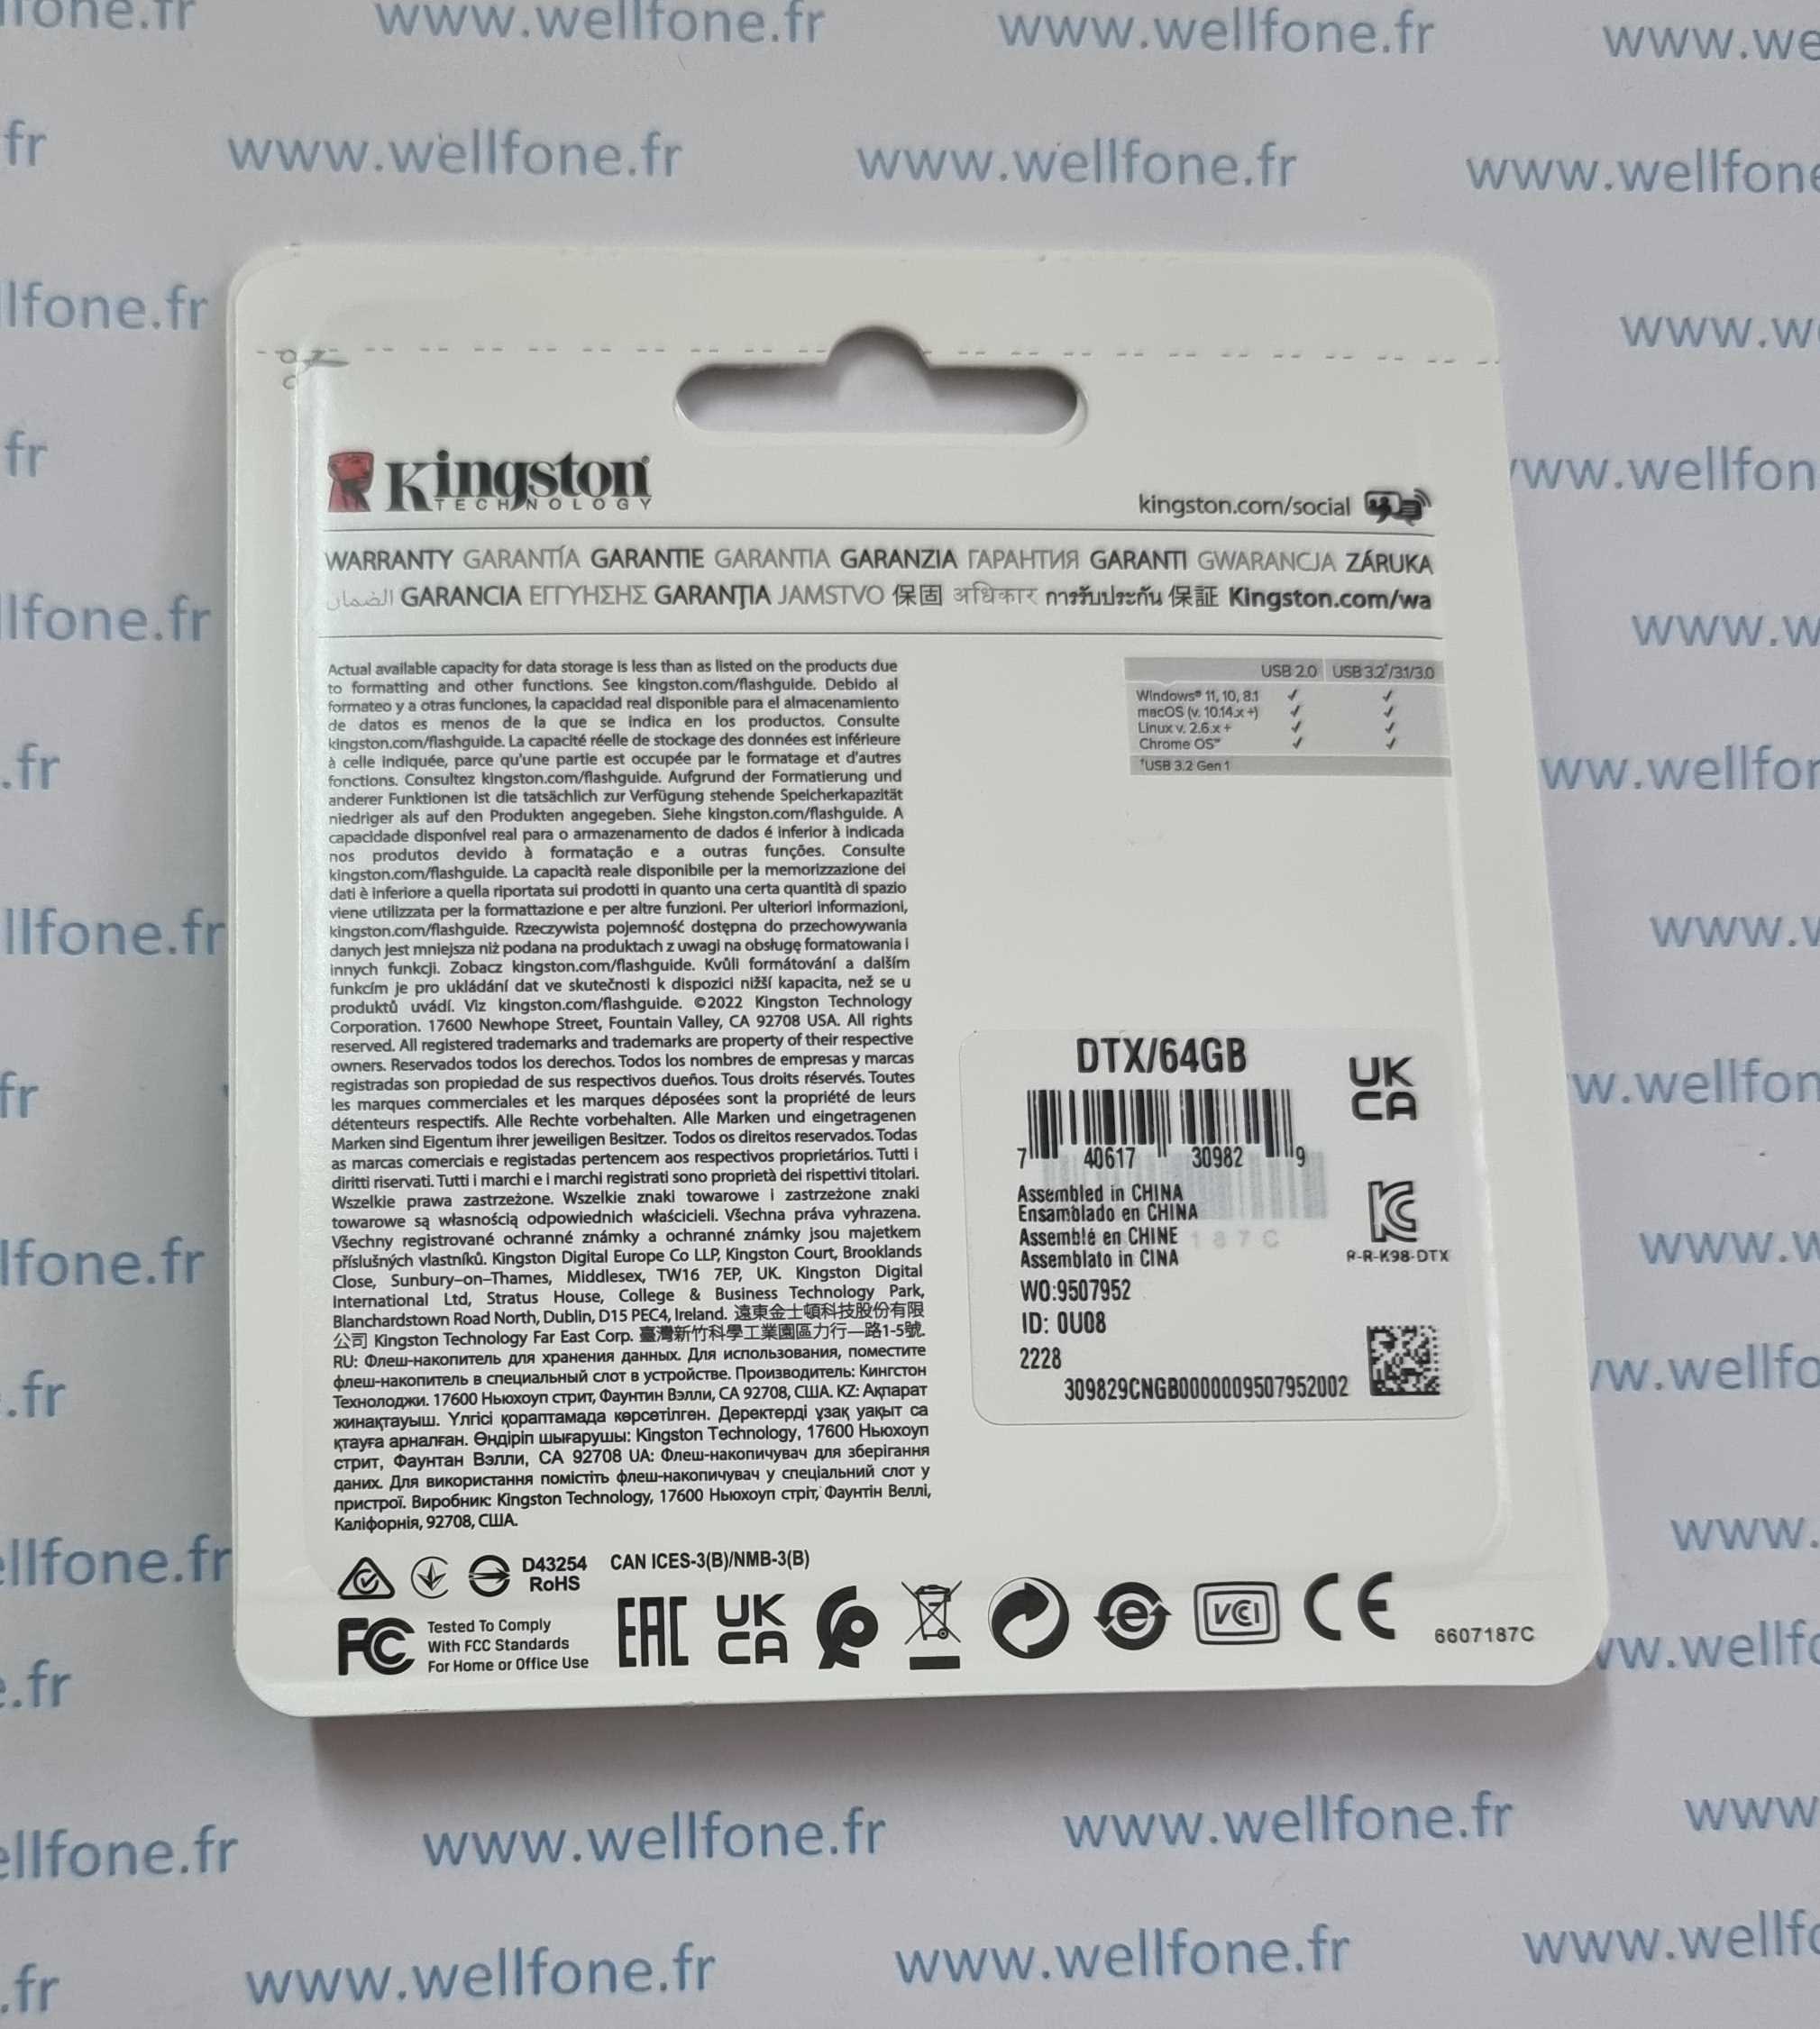 www.wellfone.fr
www.wellfone.fr
www.wellfone.fr
www.wellfone.fr
Kingston
TECHNOLOGY
kingston.com/social
WARRANTY GARANTÍA GARANTIE GARANTIA GARANZIA ГАРАНТИЯ GARANTI GWARANCJA ZÁRUKA
الضمان GARANCIA ΕΓΓΥΗΣΗΣ GARANŢIA JAMSTVO 保固 अधिकार การรับประกัน 保証 Kingston.com/wa
Actual available capacity for data storage is less than as listed on the products due
to formatting and other functions. See kingston.com/flashguide. Debido al
formateo y a otras funciones, la capacidad real disponible para el almacenamiento
de datos es menos de la que se indica en los productos. Consulte
kingston.com/flashguide. La capacité réelle de stockage des données est inférieure
à celle indiquée, parce qu'une partie est occupée par le formatage et d'autres
fonctions. Consultez kingston.com/flashguide. Aufgrund der Formatierung und
anderer Funktionen ist die tatsächlich zur Verfügung stehende Speicherkapazität
niedriger als auf den Produkten angegeben. Siehe kingston.com/flashguide. A
capacidade disponível real para o armazenamento de dados é inferior à indicada
nos produtos devido à formatação e a outras funções. Consulte
kingston.com/flashguide. La capacità reale disponibile per la memorizzazione dei
dati è inferiore a quella riportata sui prodotti in quanto una certa quantità di spazio
viene utilizzata per la formattazione e per altre funzioni. Per ulteriori informazioni,
kingston.com/flashguide. Rzeczywista pojemność dostępna do przechowywania
danych jest mniejsza niż podana na produktach z uwagi na obsługę formatowania i
innych funkcji. Zobacz kingston.com/flashguide. Kvůli formátování a dalším
funkcím je pro ukládání dat ve skutečnosti k dispozici nižší kapacita, než se u
produktů uvádí. Viz kingston.com/flashguide. ©2022 Kingston Technology
Corporation. 17600 Newhope Street, Fountain Valley, CA 92708 USA. All rights
reserved. All registered trademarks and trademarks are property of their respective
owners. Reservados todos los derechos. Todos los nombres de empresas y marcas
registradas son propiedad de sus respectivos dueños. Tous droits réservés. Toutes
les marques commerciales et les marques déposées sont la propriété de leurs
détenteurs respectifs. Alle Rechte vorbehalten. Alle Marken und eingetragenen
Marken sind Eigentum ihrer jeweiligen Besitzer. Todos os direitos reservados. Todas
as marcas comerciais e registadas pertencem aos respectivos proprietários. Tutti i
diritti riservati. Tutti i marchi e i marchi registrati sono proprietà dei rispettivi titolari.
Wszelkie prawa zastrzeżone. Wszelkie znaki towarowe i zastrzeżone znaki
towarowe są własnością odpowiednich właścicieli. Všechna práva vyhrazena.
Všechny registrované ochranné známky a ochranné známky jsou majetkem
příslušných vlastníků. Kingston Digital Europe Co LLP, Kingston Court, Brooklands
Close, Sunbury–on–Thames, Middlesex, TW16 7EP, UK. Kingston Digital
International Ltd, Stratus House, College & Business Technology Park,
Blanchardstown Road North, Dublin, D15 PEC4, Ireland. 遠東金士頓科技股份有限
公司 Kingston Technology Far East Corp. 臺灣新竹科學工業園區力行一路1-5號.
RU: Флеш-накопитель для хранения данных. Для использования, поместите
флеш-накопитель в специальный слот в устройстве. Производитель: Кингстон
Технолоджи. 17600 Ньюхоуп стрит, Фаунтин Вэлли, CA 92708, США. KZ: Ақпарат
жинақтауыш. Үлгісі қораптамада көрсетілген. Деректерді ұзақ уақыт са
қтауға арналған. Өндіріп шығарушы: Kingston Technology, 17600 Ньюхоуп
стрит, Фаунтан Вэлли, CA 92708 UA: Флеш-накопичувач для зберігання
даних. Для використання помістіть флеш-накопичувач у спеціальний слот у
пристрої. Виробник: Kingston Technology, 17600 Ньюхоуп стріт, Фаунтін Веллі,
Каліфорнія, 92708, США.
USB 2.0 USB 3.2†/3.1/3.0
Windows® 11, 10, 8.1 ✓ ✓
macOS (v. 10.14.x +) ✓ ✓
Linux v. 2.6.x + ✓ ✓
Chrome OS™ ✓ ✓
†USB 3.2 Gen 1
DTX/64GB
UK
CA
7 40617 30982 9
Assembled in CHINA
Ensamblado en CHINA
Assemblé en CHINE
Assemblato in CINA
R-R-K98-DTX
WO:9507952
ID: 0U08
2228
309829CNGB0000009507952002
D43254
RoHS
CAN ICES-3(B)/NMB-3(B)
FC
Tested To Comply
With FCC Standards
For Home or Office Use
EAC
UK
CA
e
VCCI
CE
6607187C
www.wellfone.fr
www.wellfone.fr
www.wellfone.fr
www.wellfone.fr